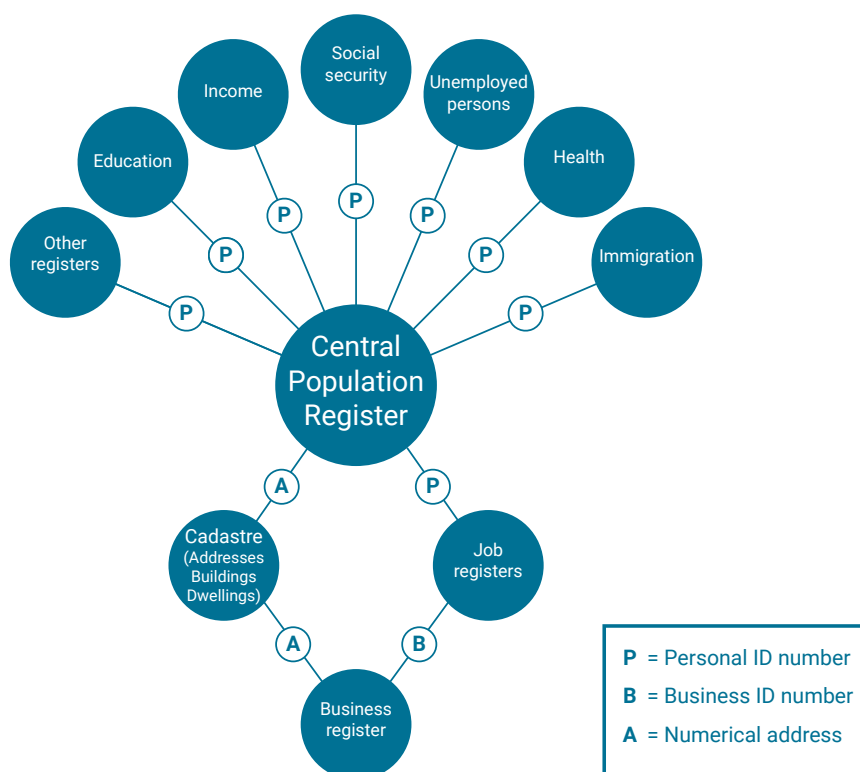 Social
security
Income
Unemployed
persons
Education
Health
Other
registers
Immigration
P
P
P
P
P
P
P
Central
Population
Register
A
P
Cadastre
(Addresses
Buildings
Dwellings)
Job
registers
A
B
Business
register
P = Personal ID number
B = Business ID number
A = Numerical address